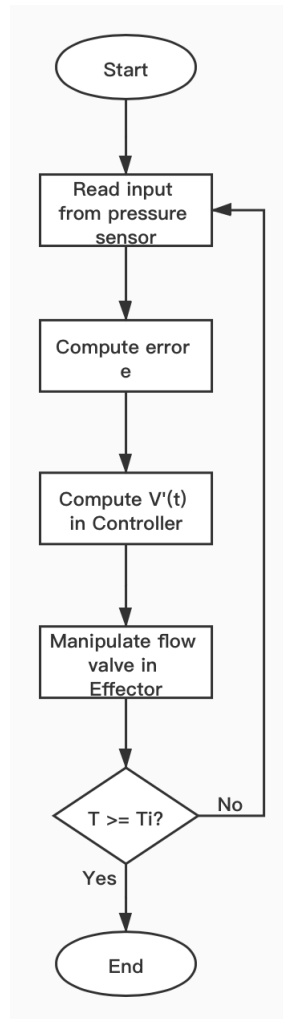 Start
Read input
from pressure
sensor
Compute error
e
Compute V'(t)
in Controller
Manipulate flow
valve in
Effector
T >= Ti?
No
Yes
End